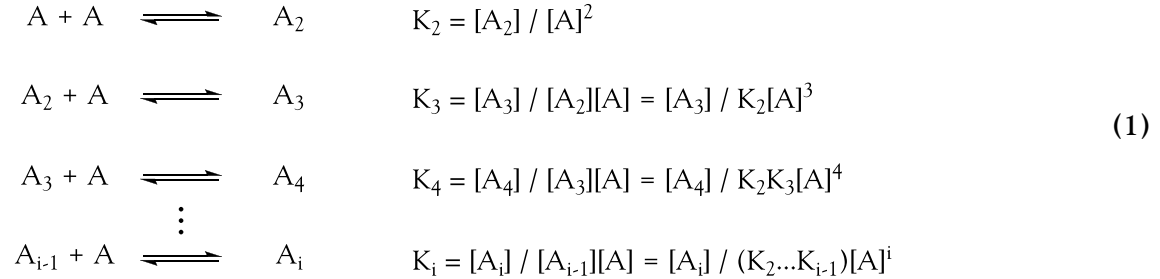 A + A ⇌ A₂ K₂ = [A₂] / [A]²
A₂ + A ⇌ A₃ K₃ = [A₃] / [A₂][A] = [A₃] / K₂[A]³
(1)
A₃ + A ⇌ A₄ K₄ = [A₄] / [A₃][A] = [A₄] / K₂K₃[A]⁴
⋮
Aᵢ₋₁ + A ⇌ Aᵢ Kᵢ = [Aᵢ] / [Aᵢ₋₁][A] = [Aᵢ] / (K₂...Kᵢ₋₁)[A]ⁱ